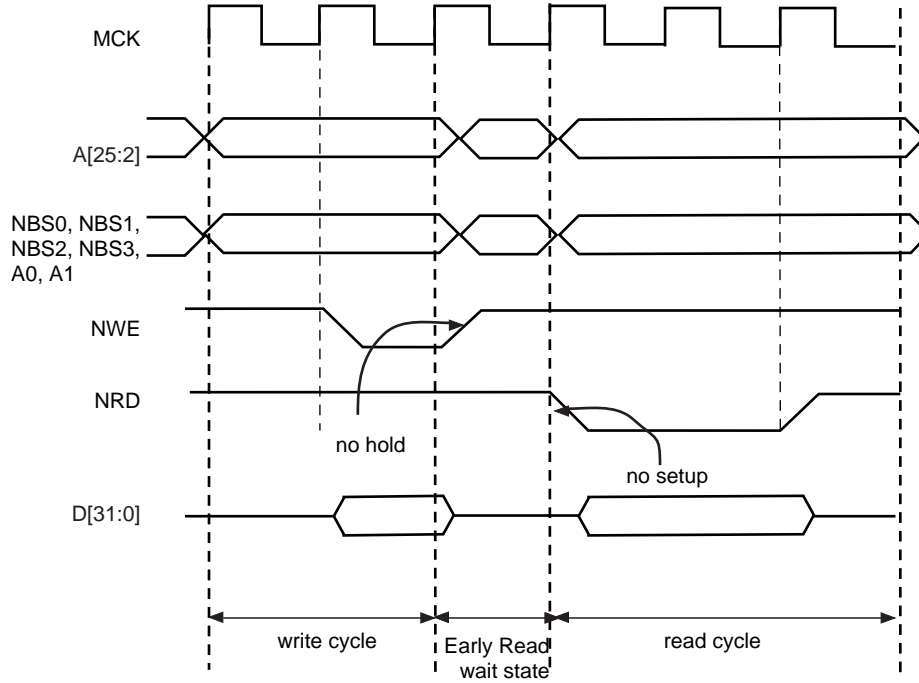 MCK
A[25:2]
NBS0, NBS1,
NBS2, NBS3,
A0, A1
NWE
NRD
no hold
no setup
D[31:0]
write cycle
Early Read
wait state
read cycle